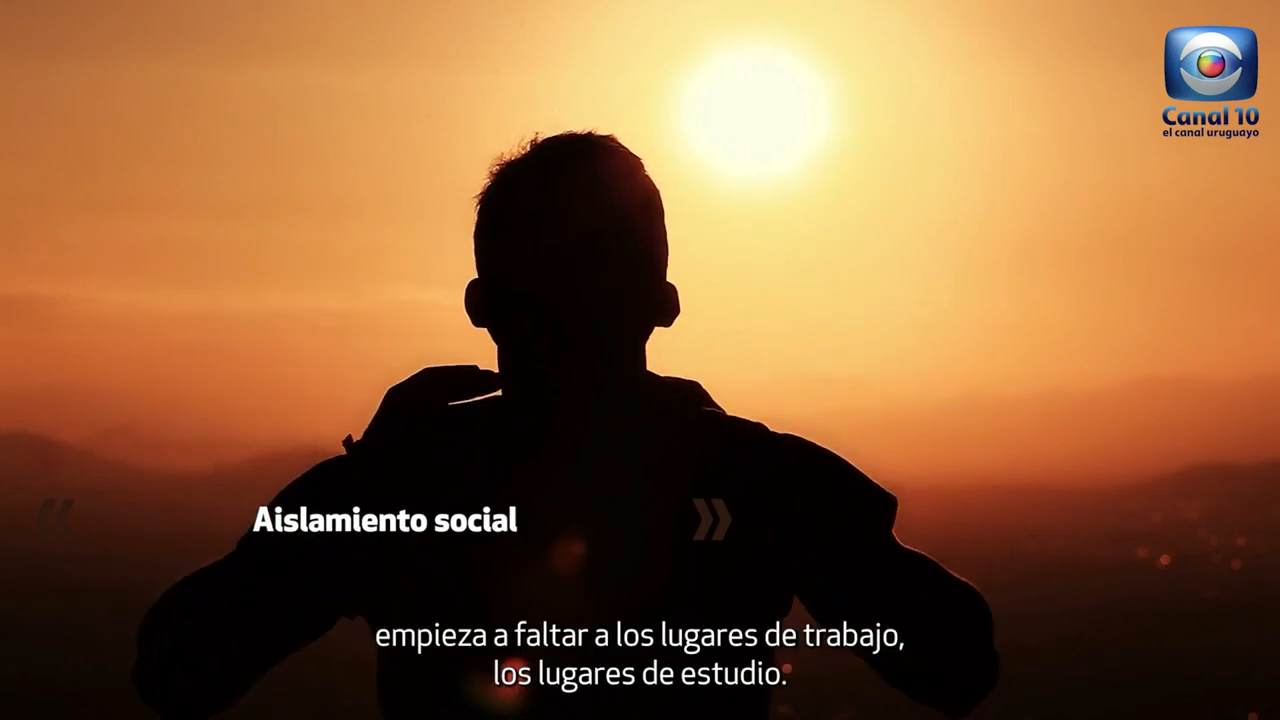 Canal 10
el canal uruguayo
« Aislamiento social »
empieza a faltar a los lugares de trabajo,
los lugares de estudio.